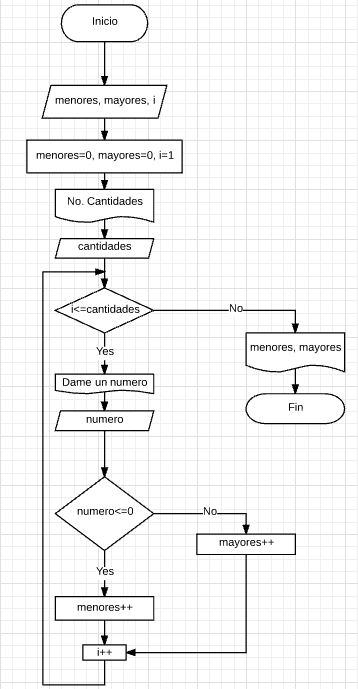 Inicio
menores, mayores, i
menores=0, mayores=0, i=1
No. Cantidades
cantidades
i<=cantidades
No
Yes
menores, mayores
Fin
Dame un numero
numero
numero<=0
No
mayores++
Yes
menores++
i++